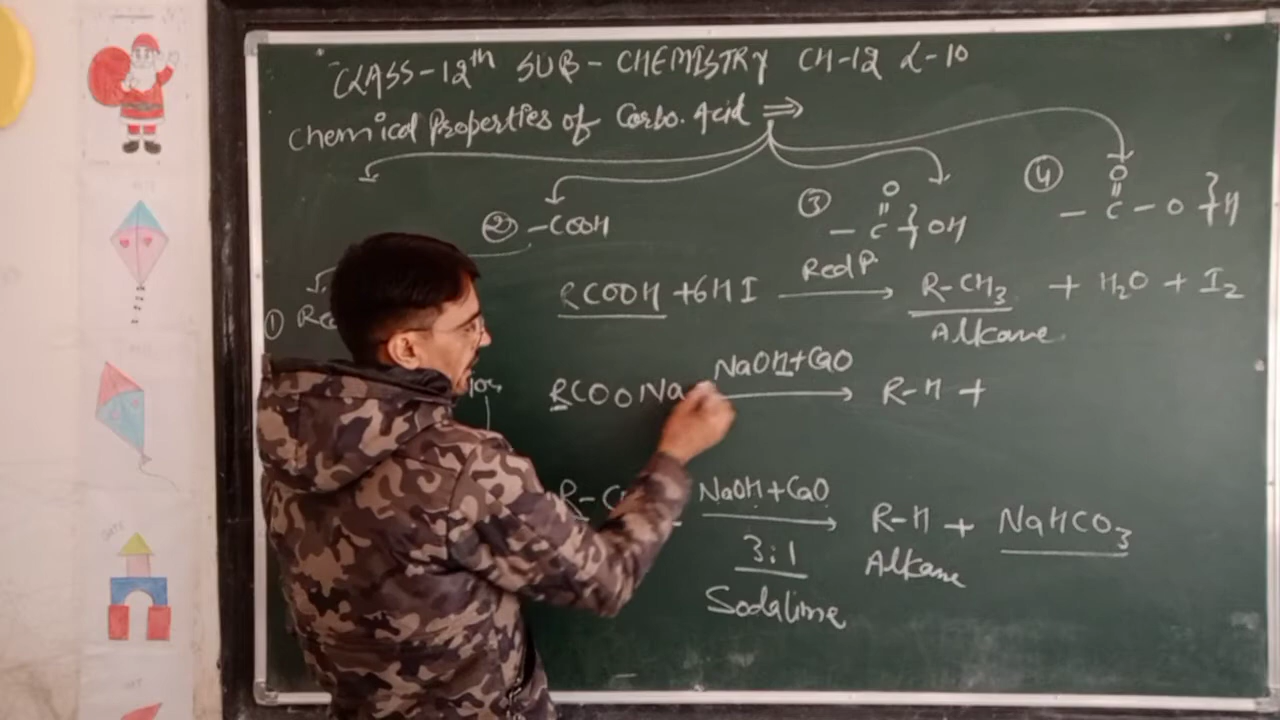 CLASS-12th SUB-CHEMISTRY CH-12 L-10
Chemical Properties of Carbo. Acid ⇒
② -COOH
③ O
- C - OH
④ O
- C - O - H
①
RCOOH + 6HI Red P. → R-CH3 + H2O + I2
Alkane
RCOONa NaOH+CaO → R-H +
NaOH+CaO → R-H + NaHCO3
3:1 Alkane
Sodalime